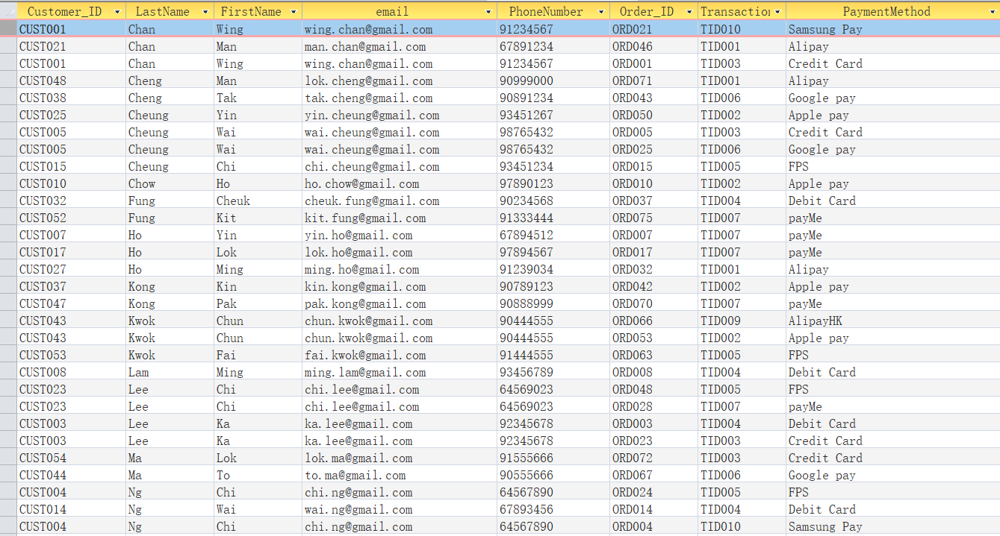 Customer_ID LastName FirstName email PhoneNumber Order_ID Transaction PaymentMethod
CUST001 Chan Wing wing.chan@gmail.com 91234567 ORD021 TID010 Samsung Pay
CUST021 Chan Man man.chan@gmail.com 67891234 ORD046 TID001 Alipay
CUST001 Chan Wing wing.chan@gmail.com 91234567 ORD001 TID003 Credit Card
CUST048 Cheng Man lok.cheng@gmail.com 90999000 ORD071 TID001 Alipay
CUST038 Cheng Tak tak.cheng@gmail.com 90891234 ORD043 TID006 Google pay
CUST025 Cheung Yin yin.cheung@gmail.com 93451267 ORD050 TID002 Apple pay
CUST005 Cheung Wai wai.cheung@gmail.com 98765432 ORD005 TID003 Credit Card
CUST005 Cheung Wai wai.cheung@gmail.com 98765432 ORD025 TID006 Google pay
CUST015 Cheung Chi chi.cheung@gmail.com 93451234 ORD015 TID005 FPS
CUST010 Chow Ho ho.chow@gmail.com 97890123 ORD010 TID002 Apple pay
CUST032 Fung Cheuk cheuk.fung@gmail.com 90234568 ORD037 TID004 Debit Card
CUST052 Fung Kit kit.fung@gmail.com 91333444 ORD075 TID007 payMe
CUST007 Ho Yin yin.ho@gmail.com 67894512 ORD007 TID007 payMe
CUST017 Ho Lok lok.ho@gmail.com 97894567 ORD017 TID007 payMe
CUST027 Ho Ming ming.ho@gmail.com 91239034 ORD032 TID001 Alipay
CUST037 Kong Kin kin.kong@gmail.com 90789123 ORD042 TID002 Apple pay
CUST047 Kong Pak pak.kong@gmail.com 90888999 ORD070 TID007 payMe
CUST043 Kwok Chun chun.kwok@gmail.com 90444555 ORD066 TID009 AlipayHK
CUST043 Kwok Chun chun.kwok@gmail.com 90444555 ORD053 TID002 Apple pay
CUST053 Kwok Fai fai.kwok@gmail.com 91444555 ORD063 TID005 FPS
CUST008 Lam Ming ming.lam@gmail.com 93456789 ORD008 TID004 Debit Card
CUST023 Lee Chi chi.lee@gmail.com 64569023 ORD048 TID005 FPS
CUST023 Lee Chi chi.lee@gmail.com 64569023 ORD028 TID007 payMe
CUST003 Lee Ka ka.lee@gmail.com 92345678 ORD003 TID004 Debit Card
CUST003 Lee Ka ka.lee@gmail.com 92345678 ORD023 TID003 Credit Card
CUST054 Ma Lok lok.ma@gmail.com 91555666 ORD072 TID003 Credit Card
CUST044 Ma To to.ma@gmail.com 90555666 ORD067 TID006 Google pay
CUST004 Ng Chi chi.ng@gmail.com 64567890 ORD024 TID005 FPS
CUST014 Ng Wai wai.ng@gmail.com 67893456 ORD014 TID004 Debit Card
CUST004 Ng Chi chi.ng@gmail.com 64567890 ORD004 TID010 Samsung Pay